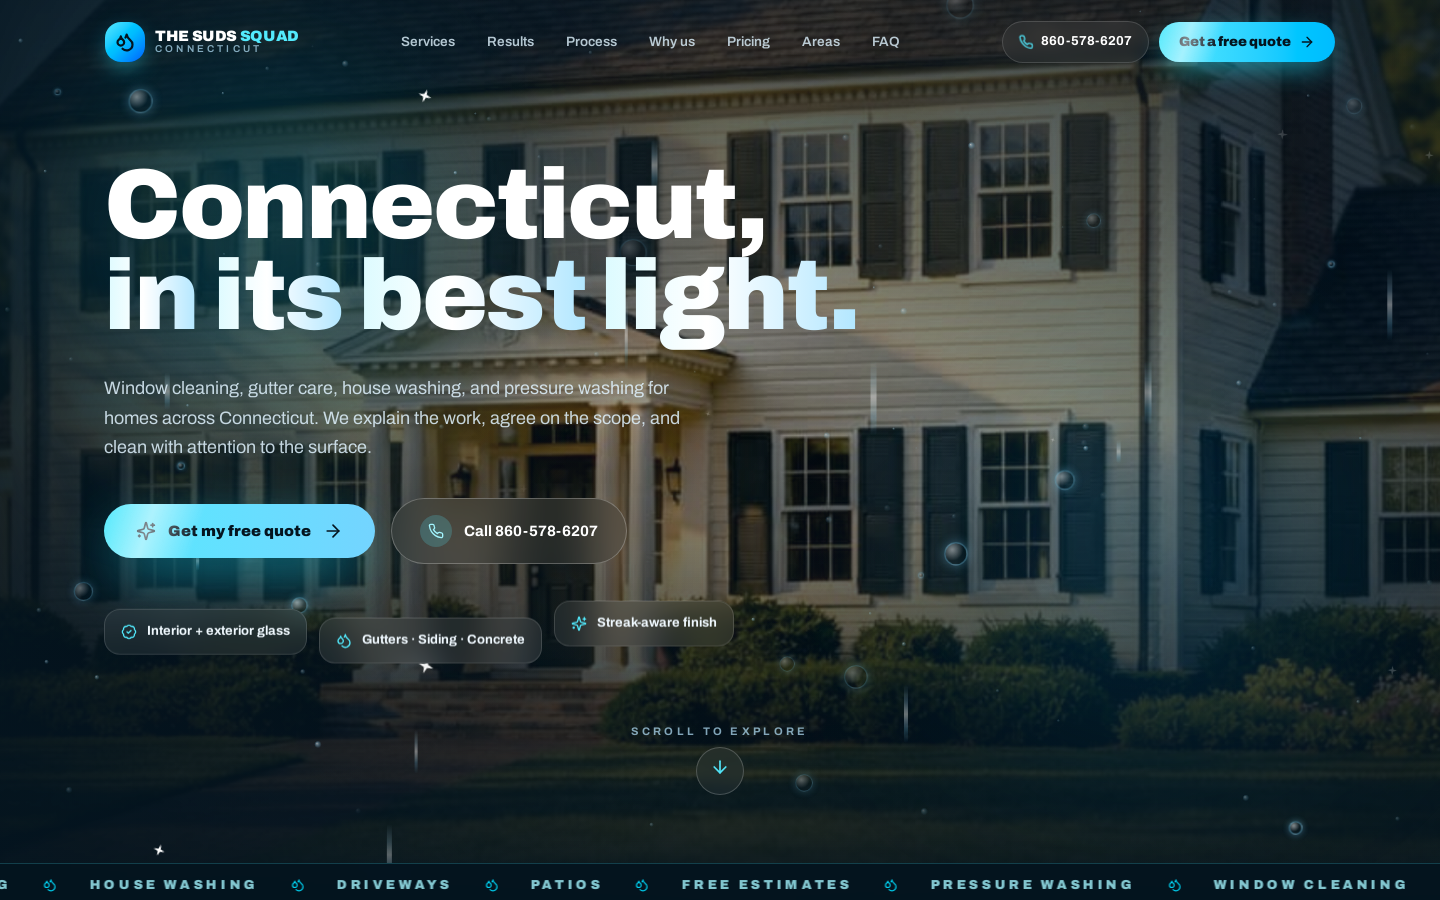 THE SUDS SQUAD
CONNECTICUT
Services
Results
Process
Why us
Pricing
Areas
FAQ
860-578-6207
Get a free quote
Connecticut,
in its best light.
Window cleaning, gutter care, house washing, and pressure washing for
homes across Connecticut. We explain the work, agree on the scope, and
clean with attention to the surface.
Get my free quote
Call 860-578-6207
Interior + exterior glass
Gutters · Siding · Concrete
Streak-aware finish
SCROLL TO EXPLORE
G HOUSE WASHING DRIVEWAYS PATIOS FREE ESTIMATES PRESSURE WASHING WINDOW CLEANING